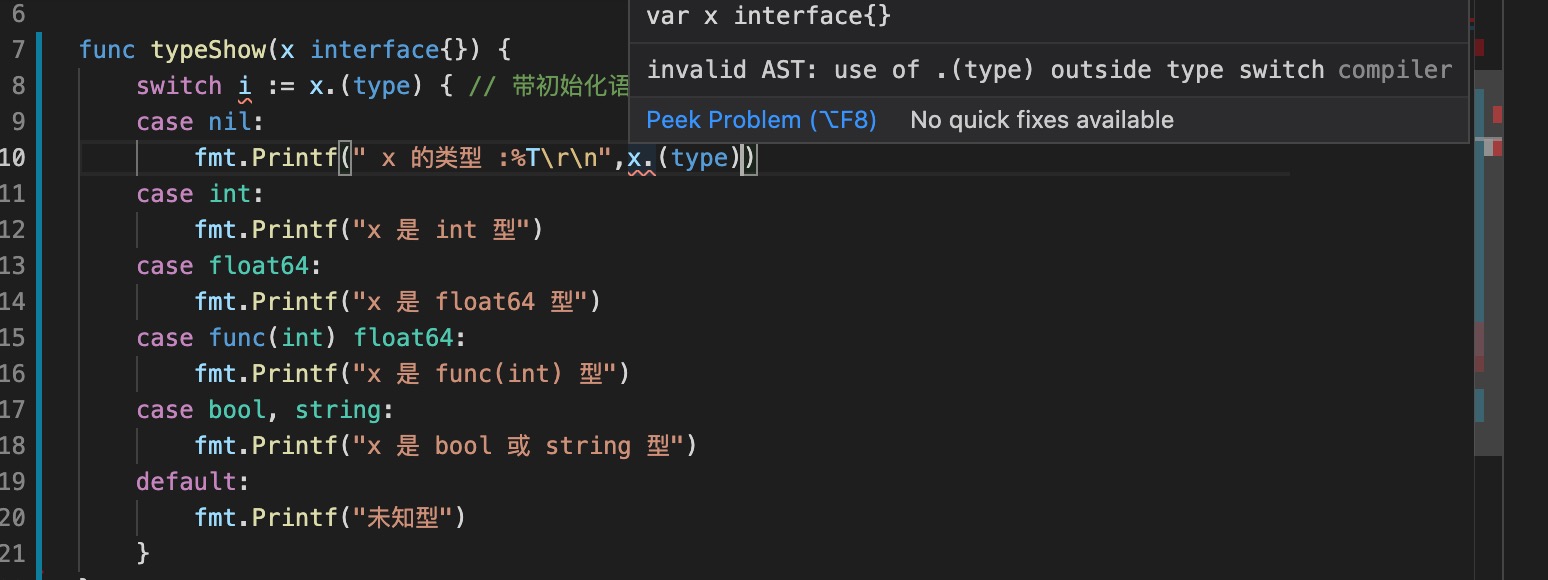 6
var x interface{}
7 func typeShow(x interface{}) {
invalid AST: use of .(type) outside type switch compiler
8 switch i := x.(type) { // 带初始化语
Peek Problem (⌥F8) No quick fixes available
9 case nil:
10 fmt.Printf(" x 的类型 :%T\r\n",x.(type))
11 case int:
12 fmt.Printf("x 是 int 型")
13 case float64:
14 fmt.Printf("x 是 float64 型")
15 case func(int) float64:
16 fmt.Printf("x 是 func(int) 型")
17 case bool, string:
18 fmt.Printf("x 是 bool 或 string 型")
19 default:
20 fmt.Printf("未知型")
21 }